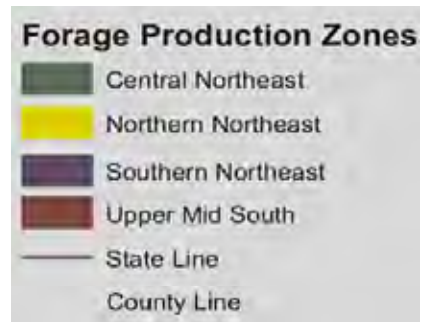 Forage Production Zones
Central Northeast
Northern Northeast
Southern Northeast
Upper Mid South
State Line
County Line